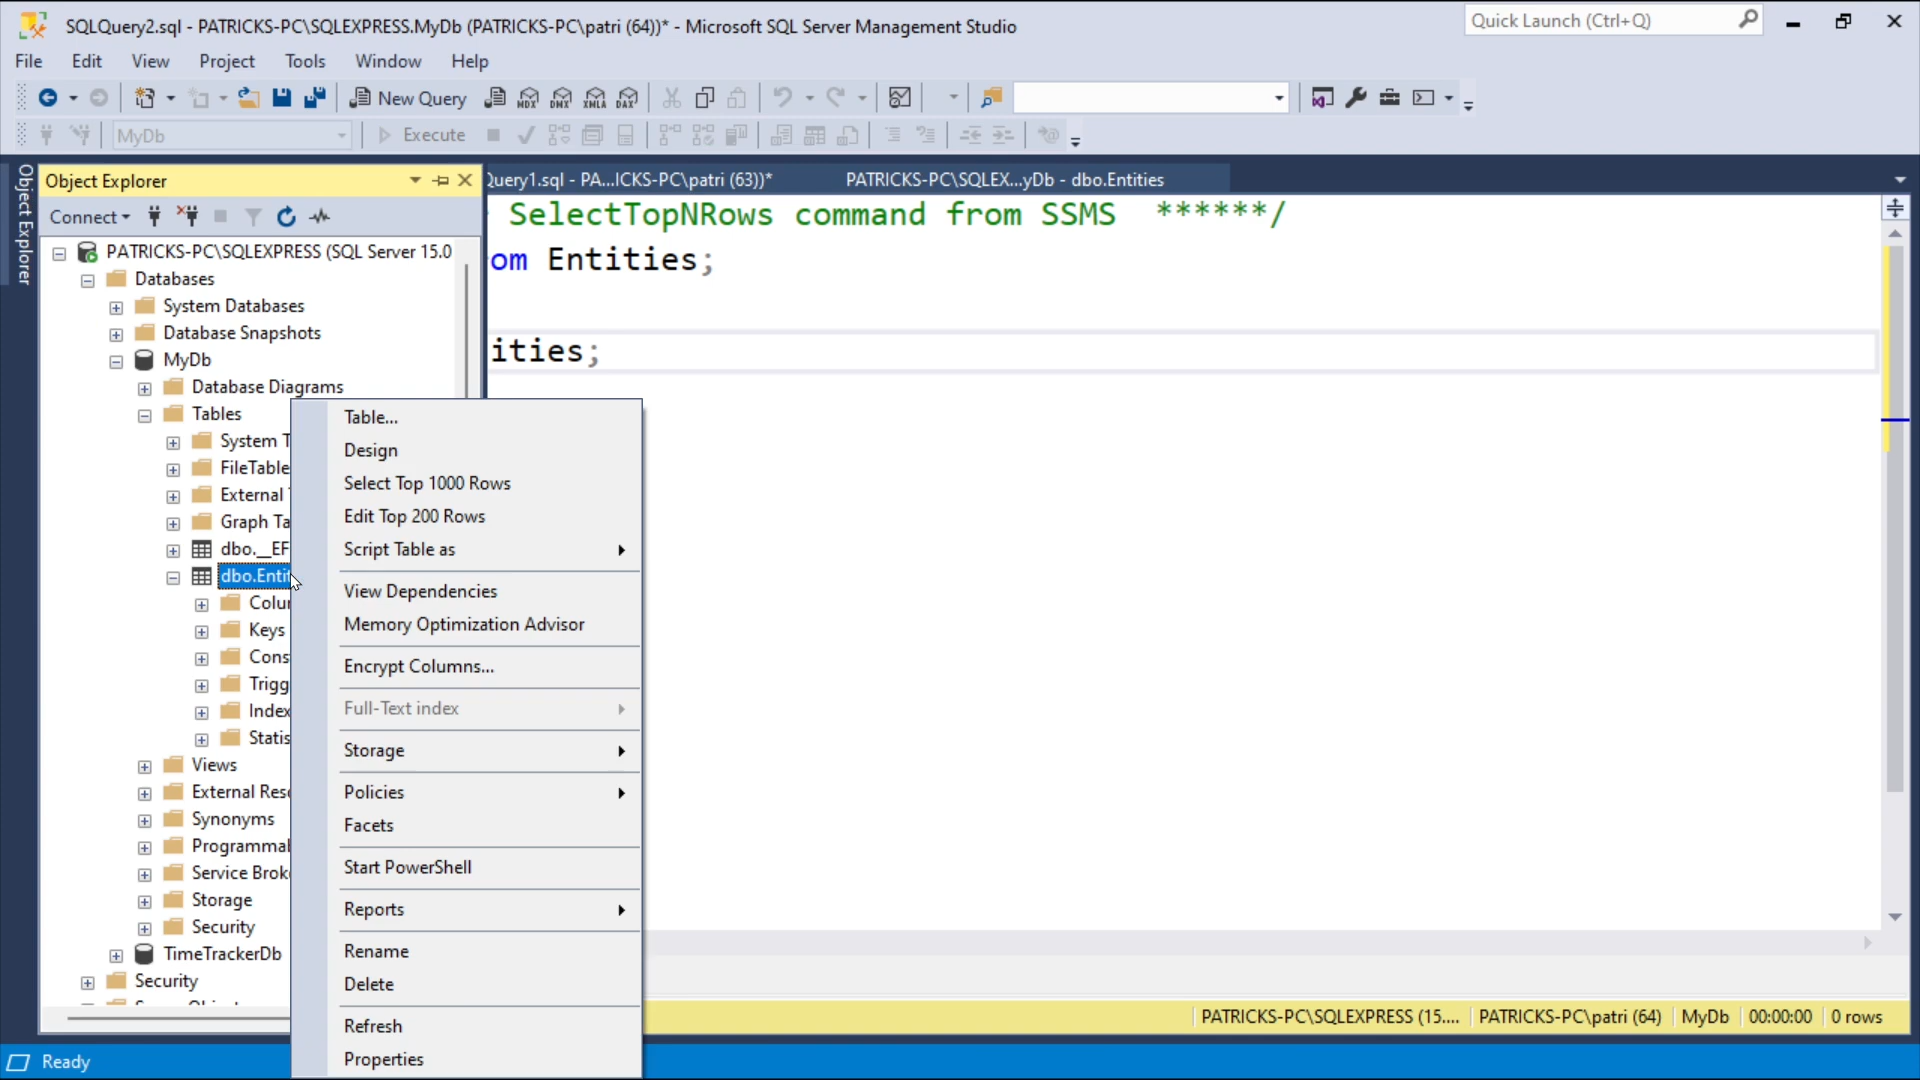 SQLQuery2.sql - PATRICKS-PC\SQLEXPRESS.MyDb (PATRICKS-PC\patri (64))* - Microsoft SQL Server Management Studio
Quick Launch (Ctrl+Q)
File Edit View Project Tools Window Help
New Query MDX DMX XMLA DAX
MyDb Execute
Object Explorer
Object Explorer
Query1.sql - PA...ICKS-PC\patri (63))*
PATRICKS-PC\SQLEX...yDb - dbo.Entities
Connect
PATRICKS-PC\SQLEXPRESS (SQL Server 15.0
Databases
System Databases
Database Snapshots
MyDb
Database Diagrams
Tables
System T
FileTable
External
Graph Ta
dbo.__EF
dbo.Entit
Colu
Keys
Cons
Trigg
Index
Statis
Views
External Res
Synonyms
Programmal
Service Brok
Storage
Security
TimeTrackerDb
Security
SelectTopNRows command from SSMS ******/
om Entities;
ities;
Table...
Design
Select Top 1000 Rows
Edit Top 200 Rows
Script Table as
View Dependencies
Memory Optimization Advisor
Encrypt Columns...
Full-Text index
Storage
Policies
Facets
Start PowerShell
Reports
Rename
Delete
Refresh
Properties
PATRICKS-PC\SQLEXPRESS (15.... PATRICKS-PC\patri (64) MyDb 00:00:00 0 rows
Ready